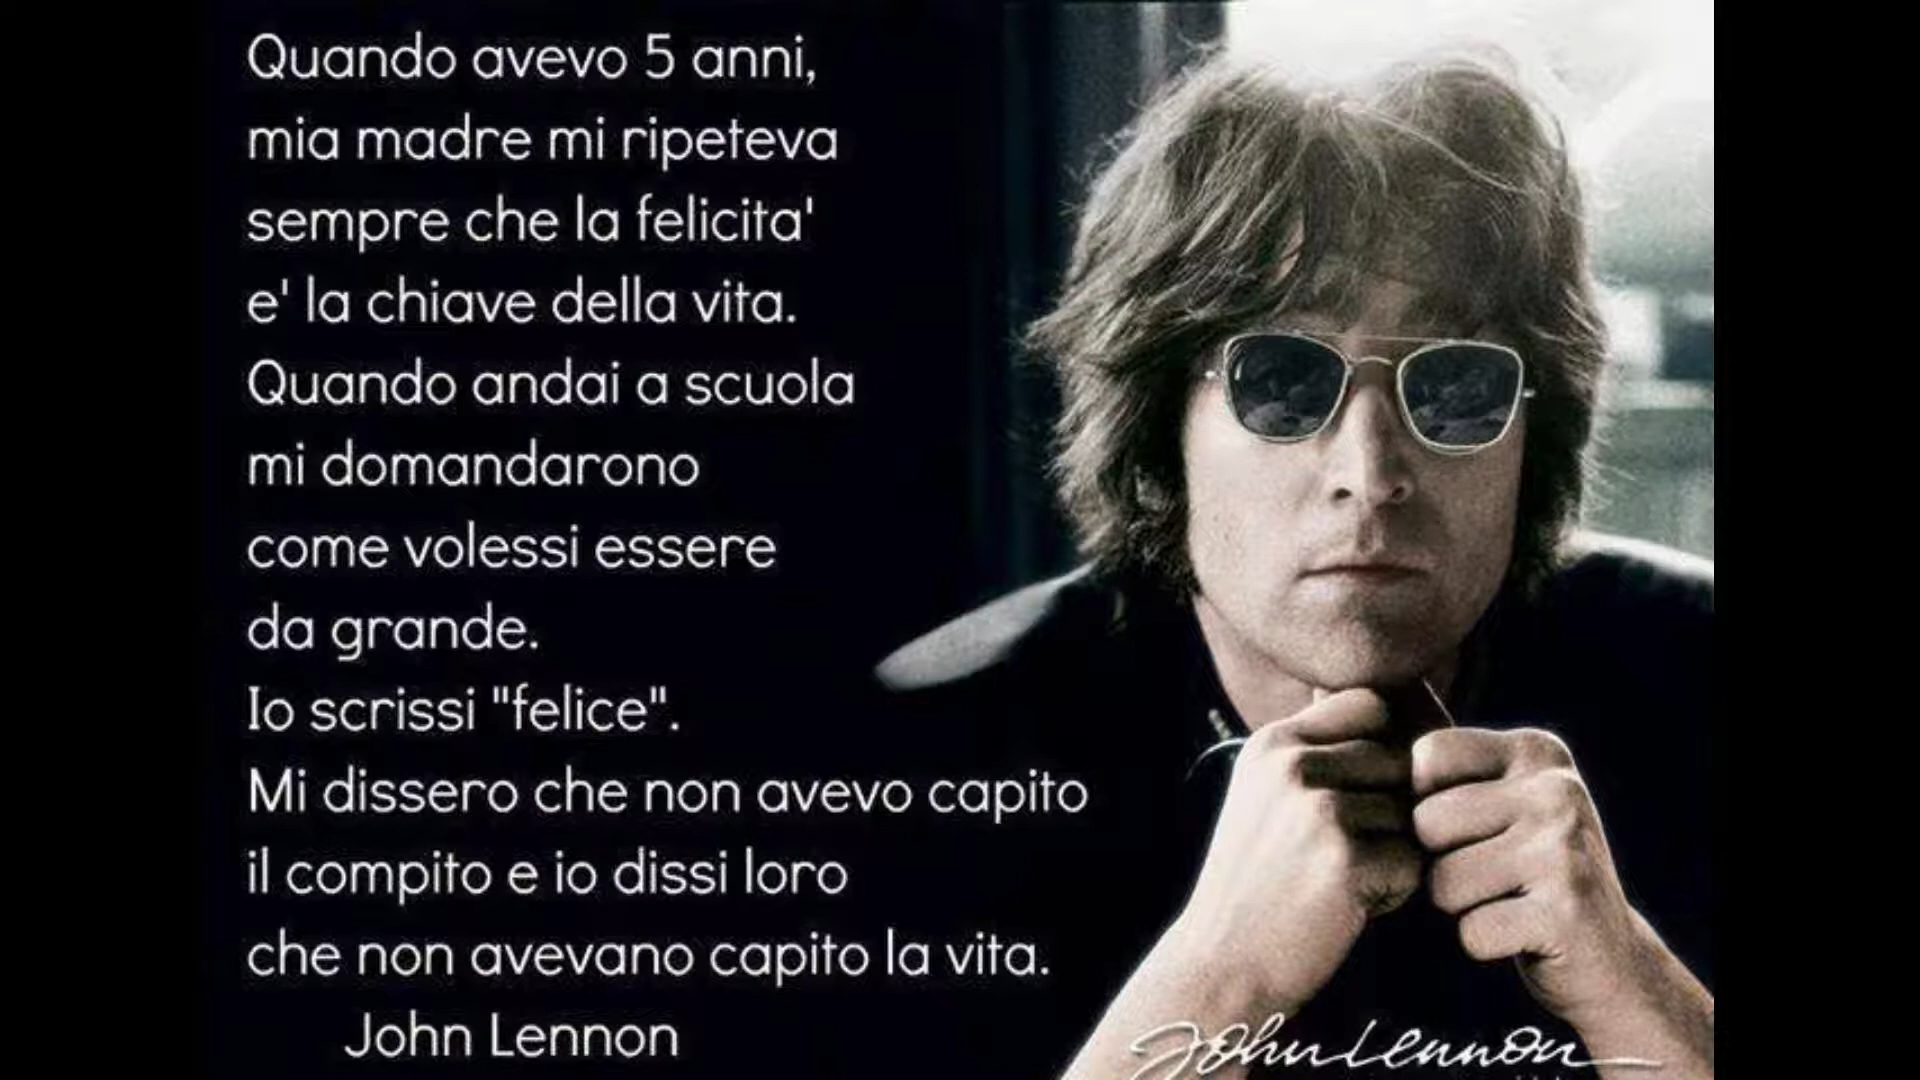 Quando avevo 5 anni,
mia madre mi ripeteva
sempre che la felicita'
e' la chiave della vita.
Quando andai a scuola
mi domandarono
come volessi essere
da grande.
Io scrissi "felice".
Mi dissero che non avevo capito
il compito e io dissi loro
che non avevano capito la vita.
John Lennon
John Lennon